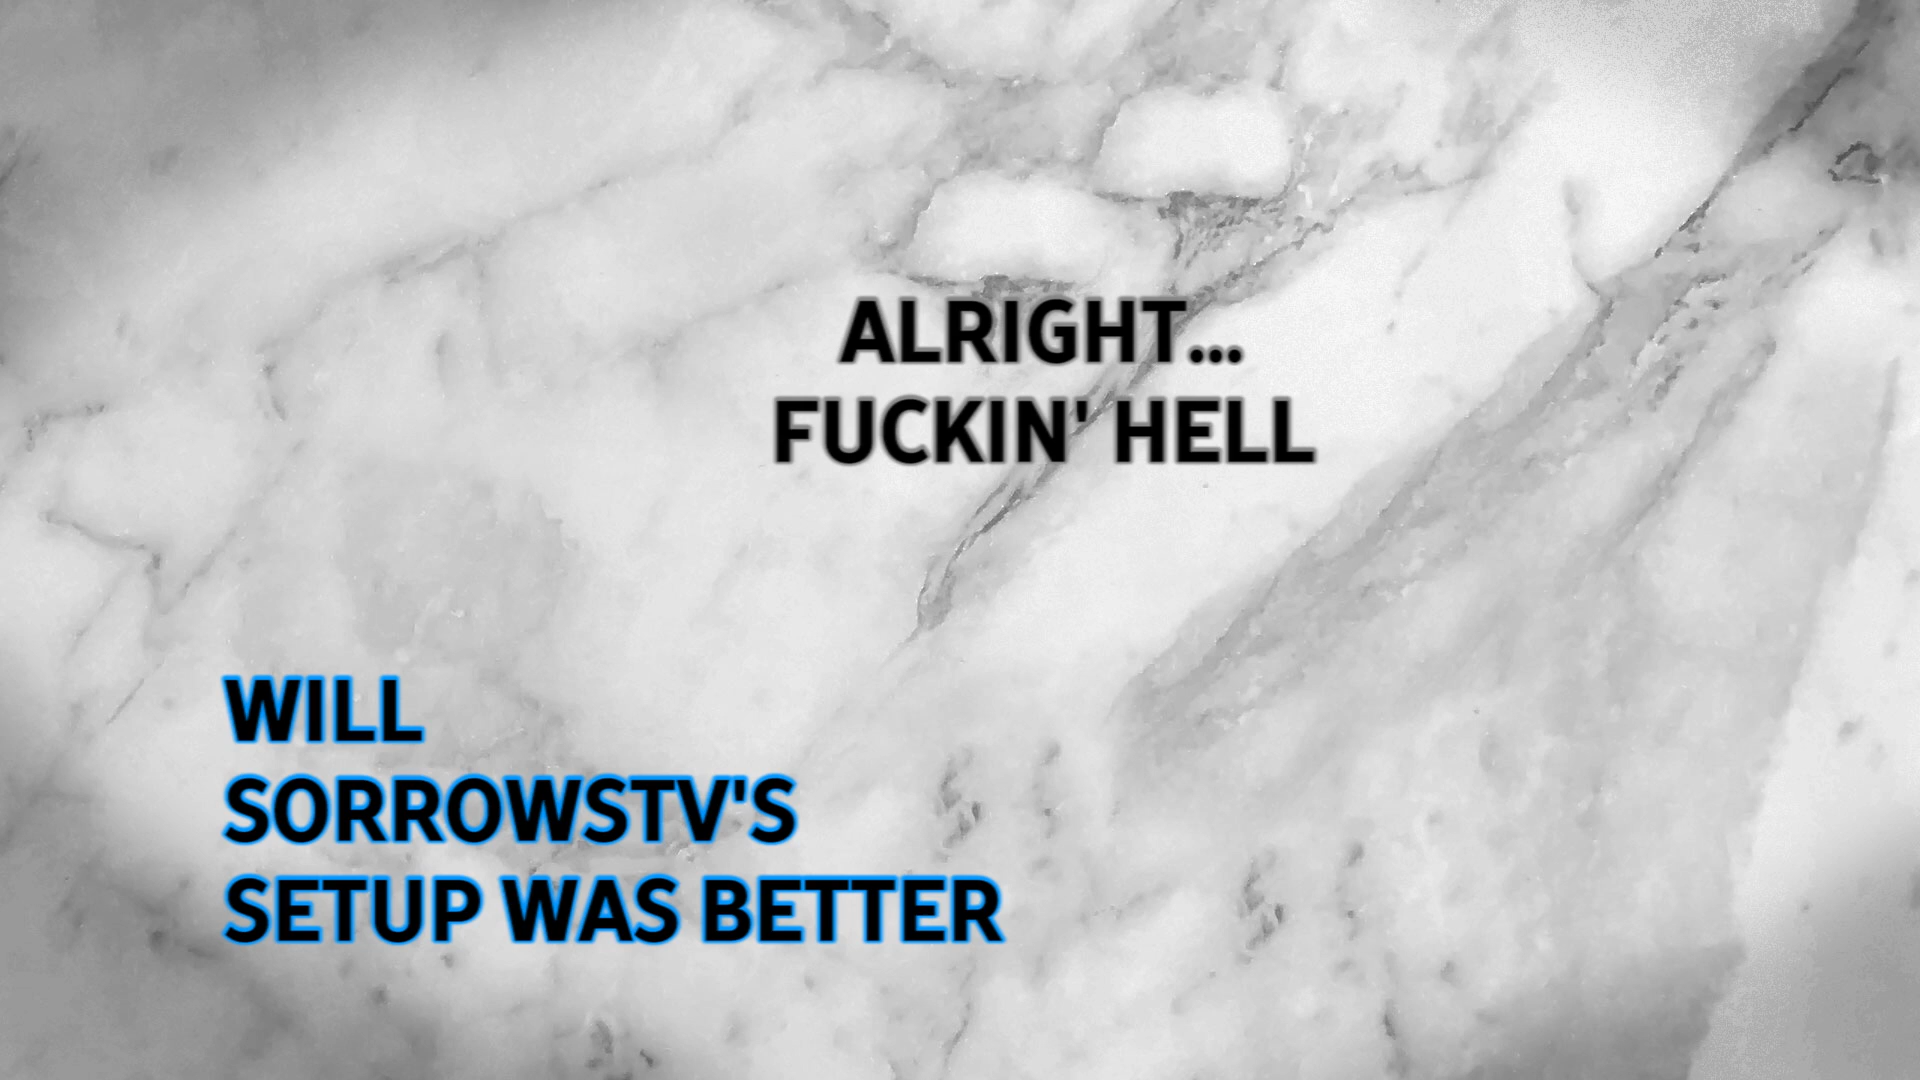 ALRIGHT...
FUCKIN' HELL
WILL
SORROWSTV'S
SETUP WAS BETTER